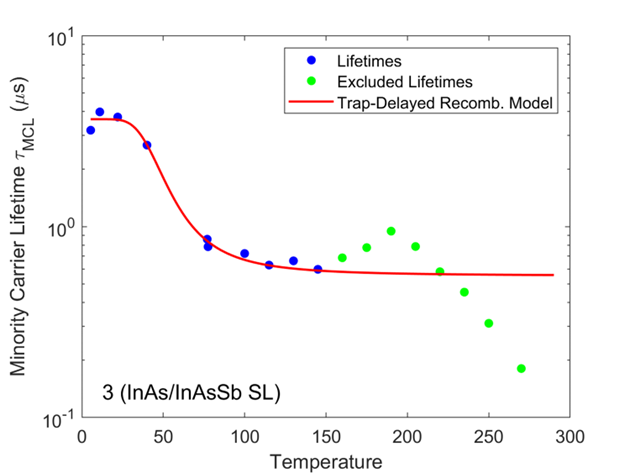 10^1
Lifetimes
Excluded Lifetimes
Trap-Delayed Recomb. Model
Minority Carrier Lifetime τ_MCL (μs)
10^0
3 (InAs/InAsSb SL)
10^-1
0 50 100 150 200 250 300
Temperature